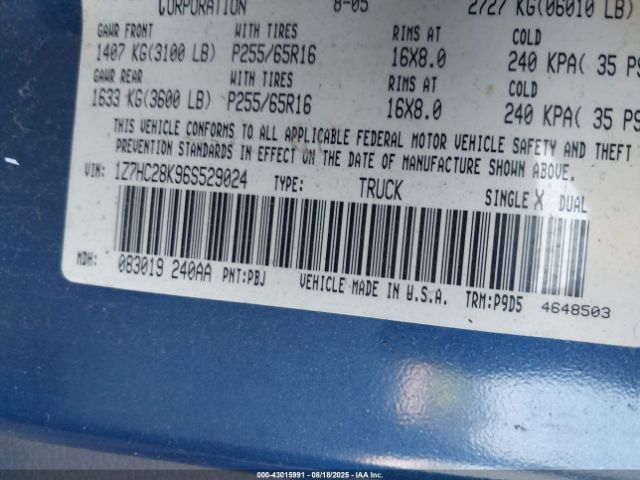 CORPORATION 8-05 2727 KG(06010 LB)
GAWR FRONT WITH TIRES RIMS AT COLD
1407 KG(3100 LB) P255/65R16 16X8.0 240 KPA( 35 PS
GAWR REAR WITH TIRES RIMS AT COLD
1633 KG(3600 LB) P255/65R16 16X8.0 240 KPA( 35 PS
THIS VEHICLE CONFORMS TO ALL APPLICABLE FEDERAL MOTOR VEHICLE SAFETY AND THEFT
PREVENTION STANDARDS IN EFFECT ON THE DATE OF MANUFACTURE SHOWN ABOVE.
VIN: 1Z7HC28K96S529024 TYPE: TRUCK SINGLE X DUAL
MDH: 083019 240AA PNT:PBJ VEHICLE MADE IN U.S.A. TRM:P9D5 4648503
000-43015991 - 08/18/2025 - IAA Inc.